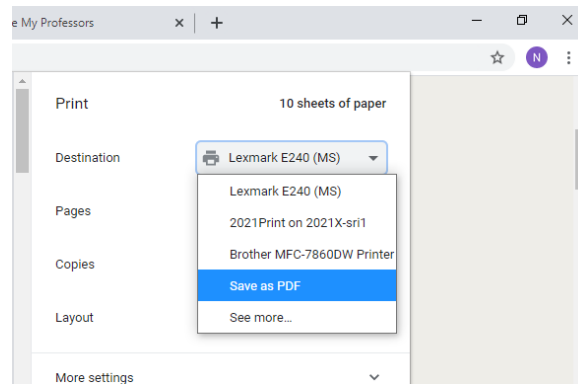 e My Professors
N
Print 10 sheets of paper
Destination Lexmark E240 (MS)
Lexmark E240 (MS)
Pages
2021Print on 2021X-sri1
Brother MFC-7860DW Printer
Copies
Save as PDF
Layout
See more...
More settings